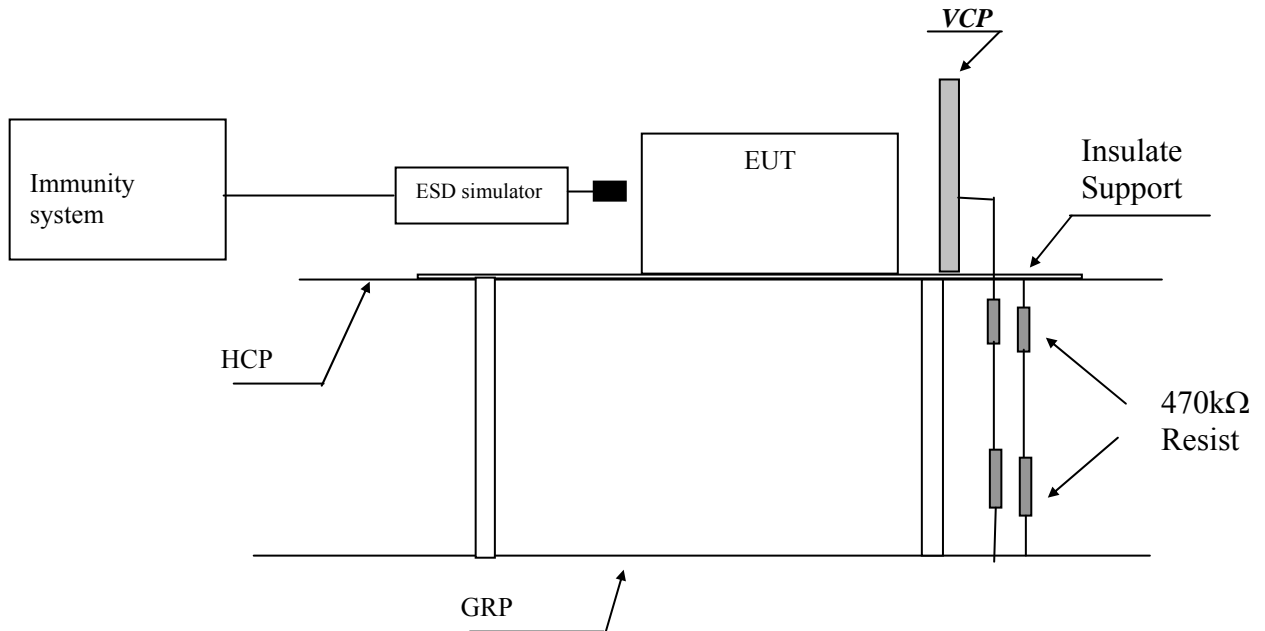 VCP
Immunity
system
ESD simulator
EUT
Insulate
Support
HCP
470kΩ
Resist
GRP